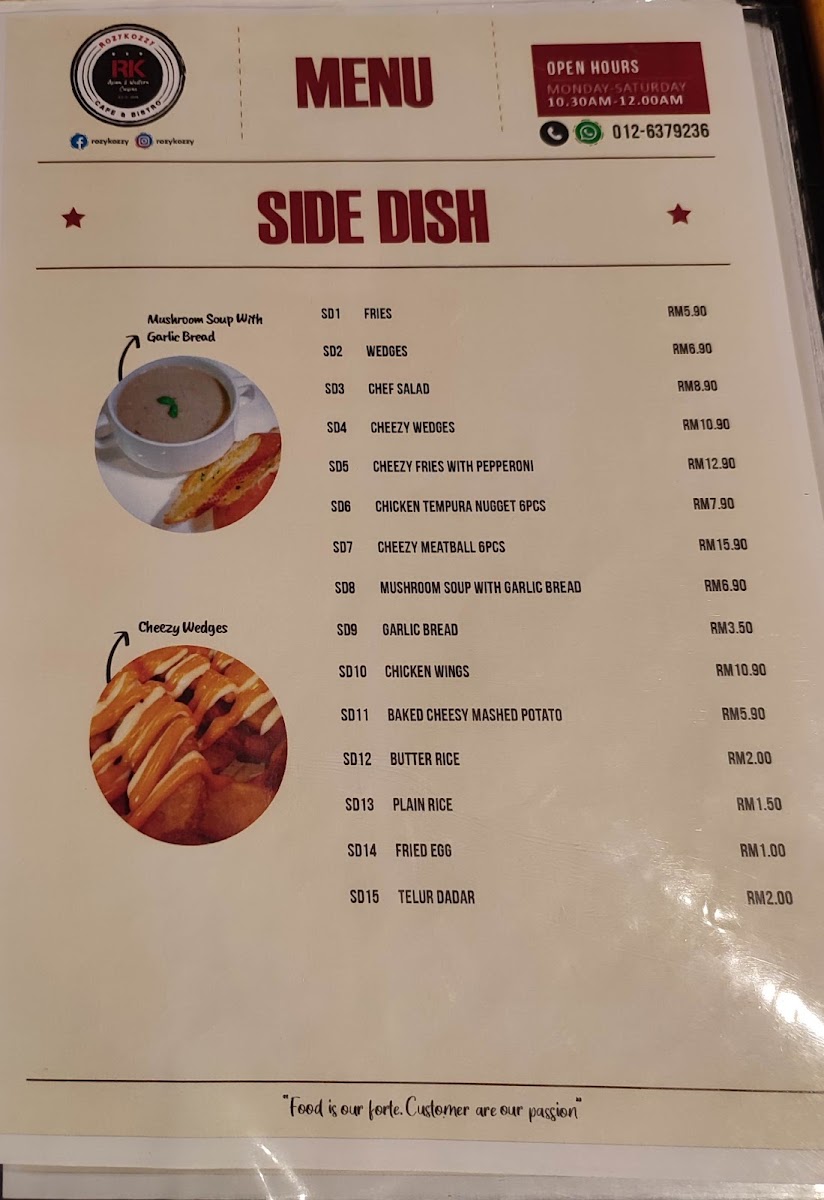 ROZYKOZZY
RK
Asian & Western
Cuisine
CAFE & BISTRO
rozykozzy rozykozzy
MENU
OPEN HOURS
MONDAY-SATURDAY
10.30AM-12.00AM
012-6379236
SIDE DISH
Mushroom Soup With
Garlic Bread
Cheezy Wedges
SD1 FRIES RM5.90
SD2 WEDGES RM6.90
SD3 CHEF SALAD RM8.90
SD4 CHEEZY WEDGES RM10.90
SD5 CHEEZY FRIES WITH PEPPERONI RM12.90
SD6 CHICKEN TEMPURA NUGGET 6PCS RM7.90
SD7 CHEEZY MEATBALL 6PCS RM15.90
SD8 MUSHROOM SOUP WITH GARLIC BREAD RM6.90
SD9 GARLIC BREAD RM3.50
SD10 CHICKEN WINGS RM10.90
SD11 BAKED CHEESY MASHED POTATO RM5.90
SD12 BUTTER RICE RM2.00
SD13 PLAIN RICE RM1.50
SD14 FRIED EGG RM1.00
SD15 TELUR DADAR RM2.00
"Food is our forte. Customer are our passion"